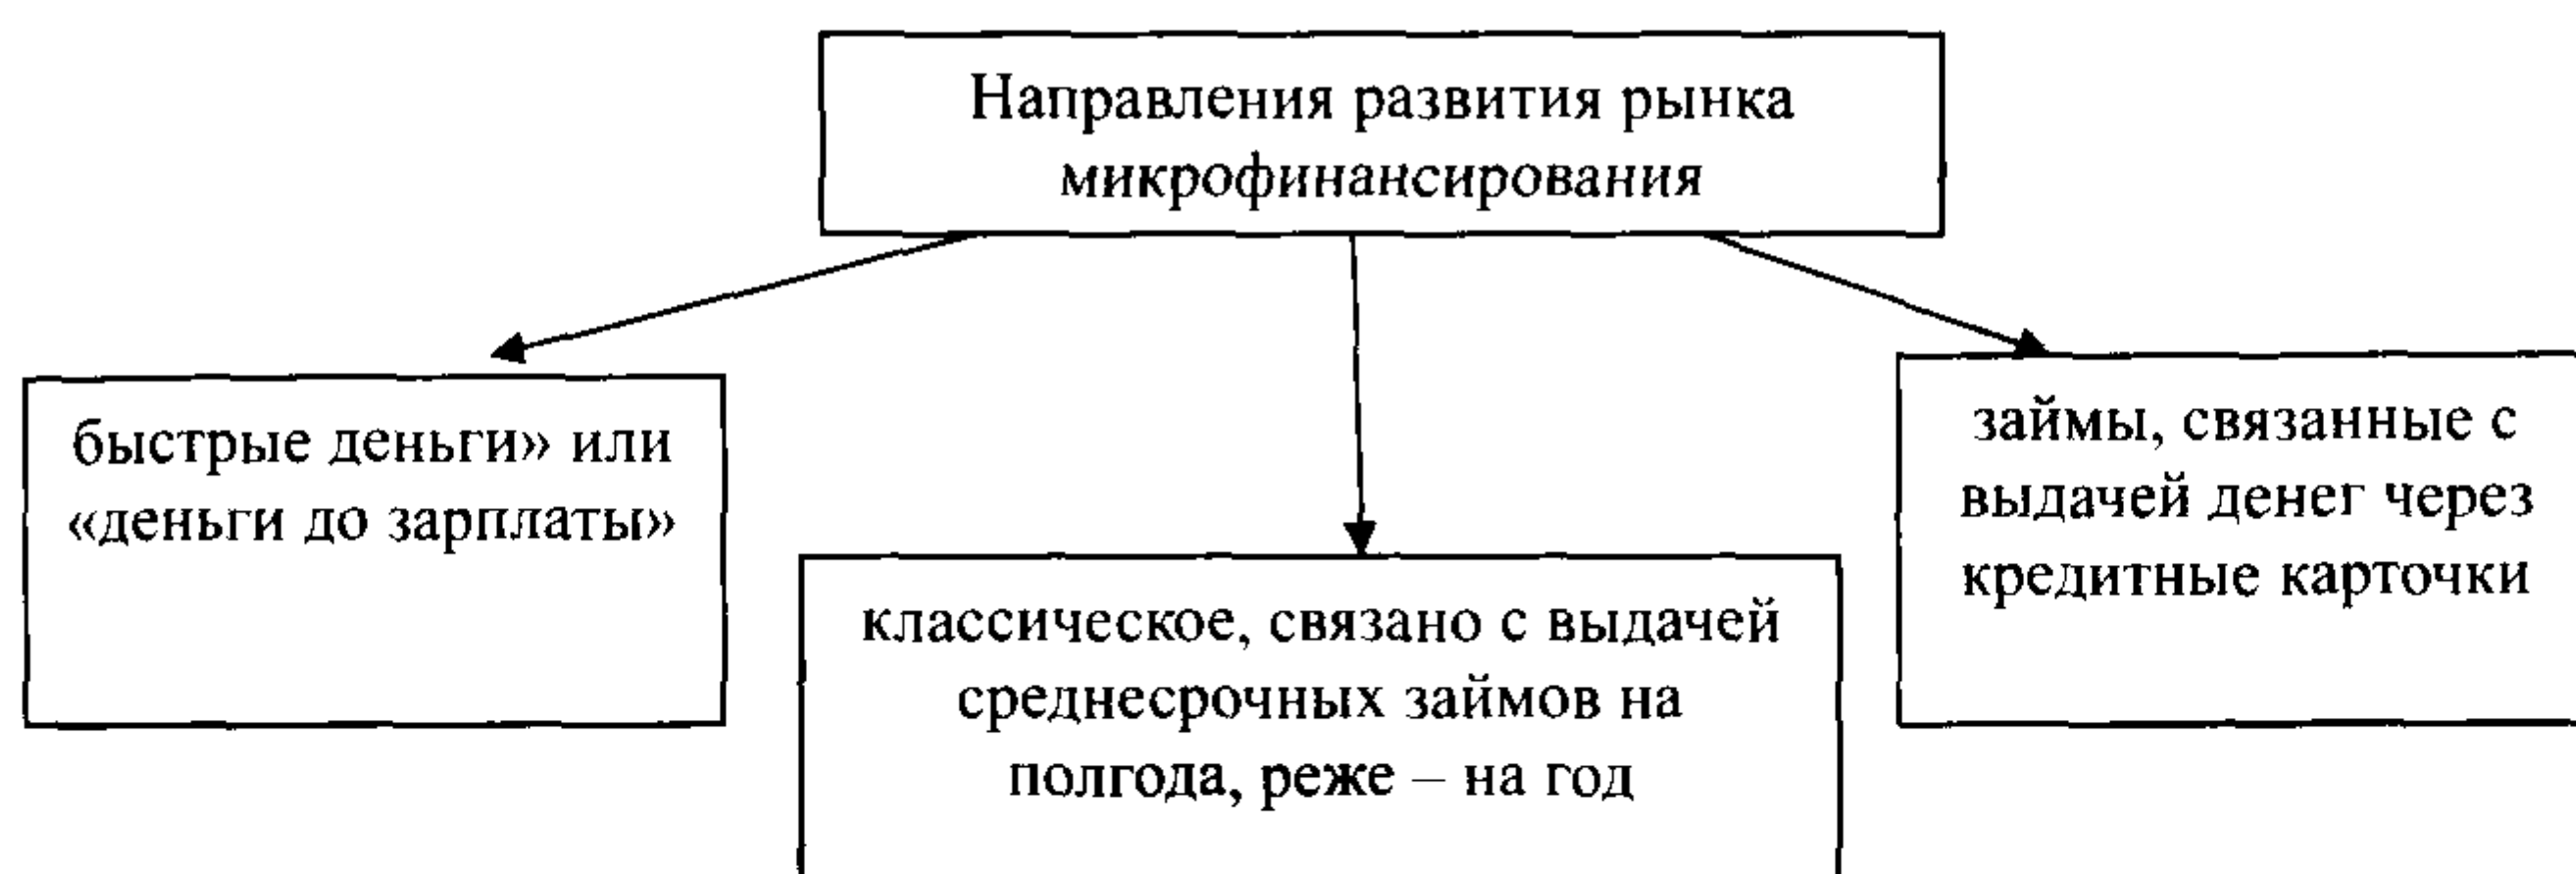 Направления развития рынка
микрофинансирования
быстрые деньги» или
«деньги до зарплаты»
классическое, связано с выдачей
среднесрочных займов на
полгода, реже – на год
займы, связанные с
выдачей денег через
кредитные карточки